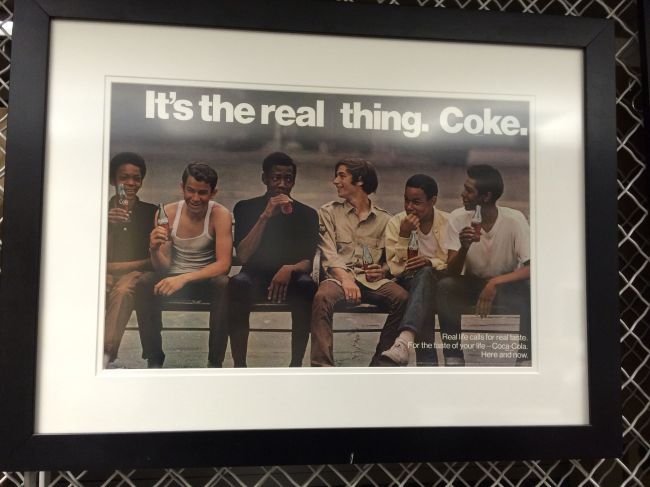 It's the real thing. Coke.
Real life calls for real taste.
For the taste of your life—Coca-Cola.
Here and now.